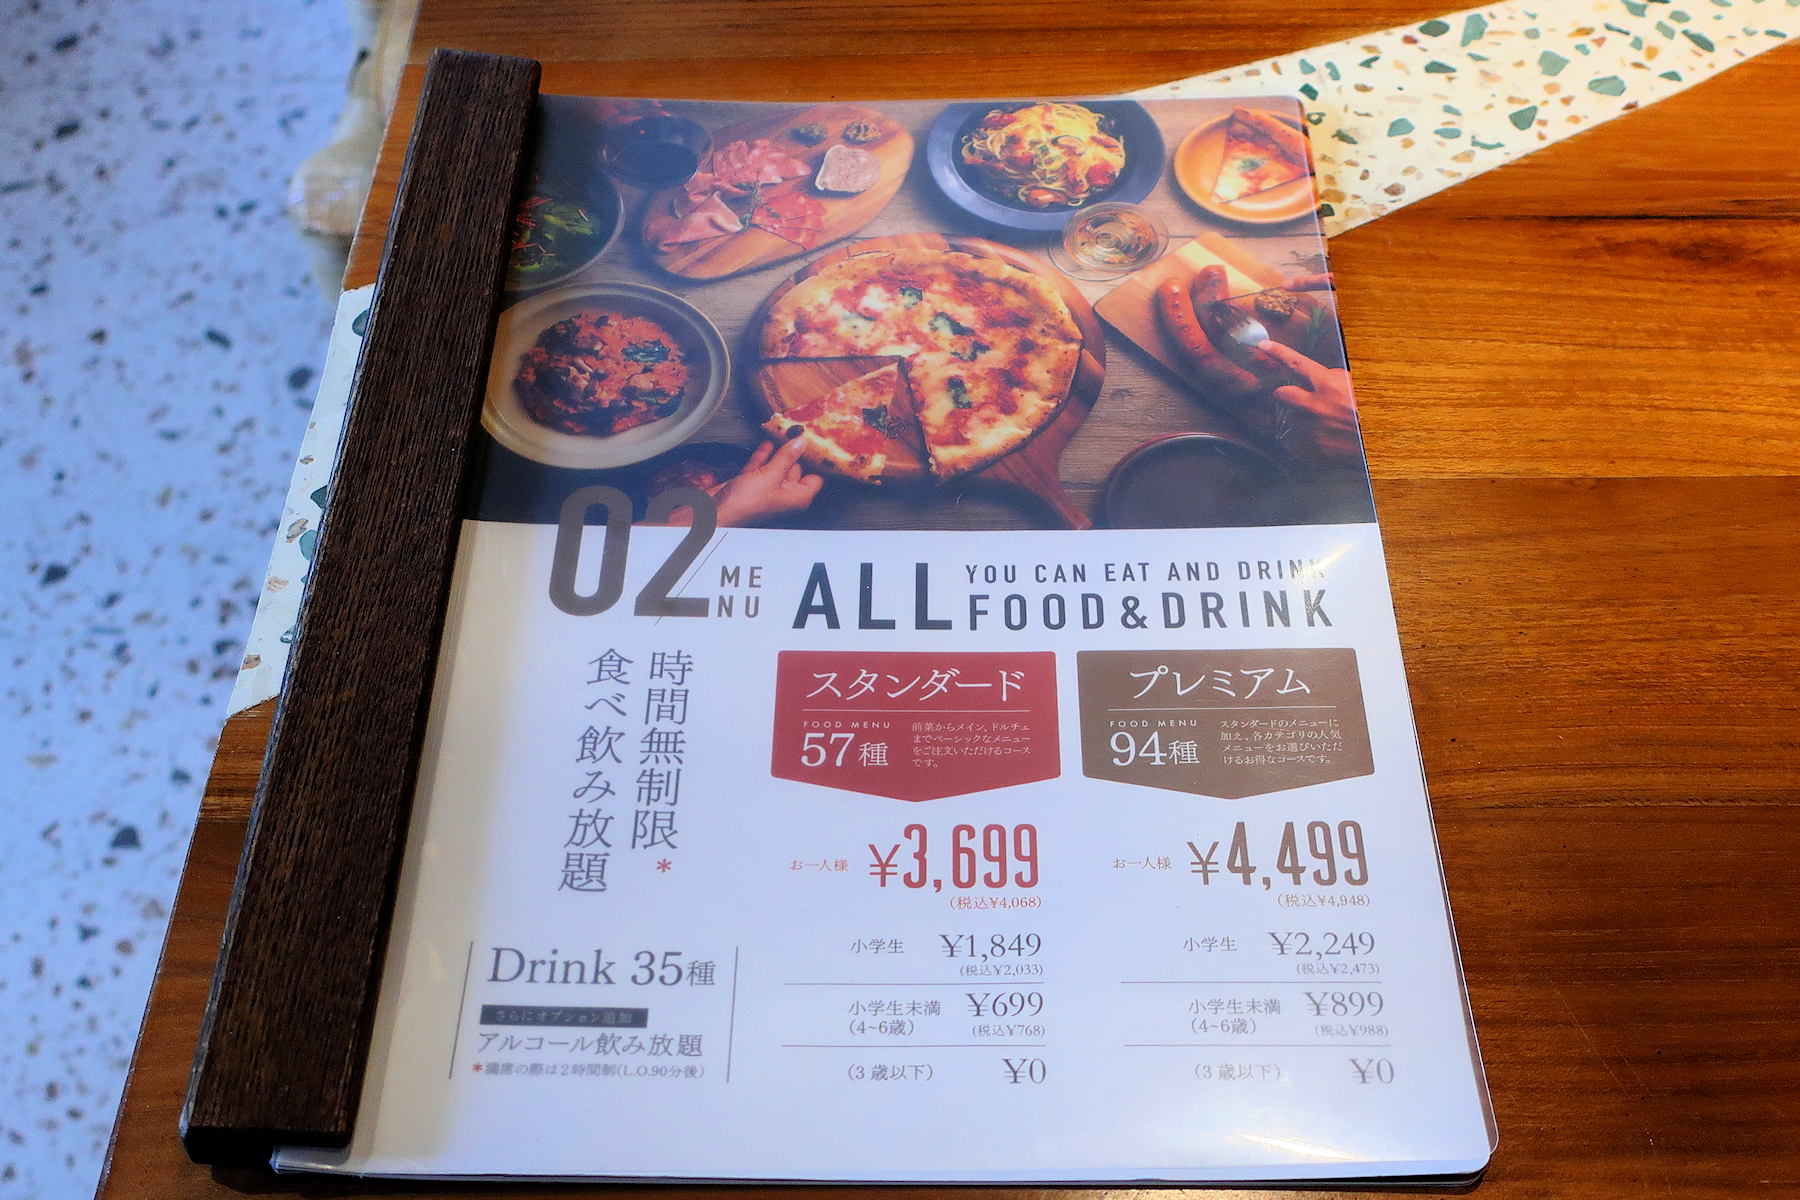 02
ME
NU
ALL
YOU CAN EAT AND DRINK
FOOD&DRINK
時間無制限*
食べ飲み放題
Drink 35種
さらにオプション追加
アルコール飲み放題
*満席の際は2時間制(L.O.90分後)
スタンダード
FOOD MENU
57種
前菜からメイン、ドルチェ
までベーシックなメニュー
をご注文いただけるコース
です。
お一人様 ¥3,699
(税込¥4,068)
小学生 ¥1,849
(税込¥2,033)
小学生未満
(4~6歳)
¥699
(税込¥768)
(3歳以下) ¥0
プレミアム
FOOD MENU
94種
スタンダードのメニューに
加え、各カテゴリの人気
メニューをお選びいただ
けるお得なコースです。
お一人様 ¥4,499
(税込¥4,948)
小学生 ¥2,249
(税込¥2,473)
小学生未満
(4~6歳)
¥899
(税込¥988)
(3歳以下) ¥0